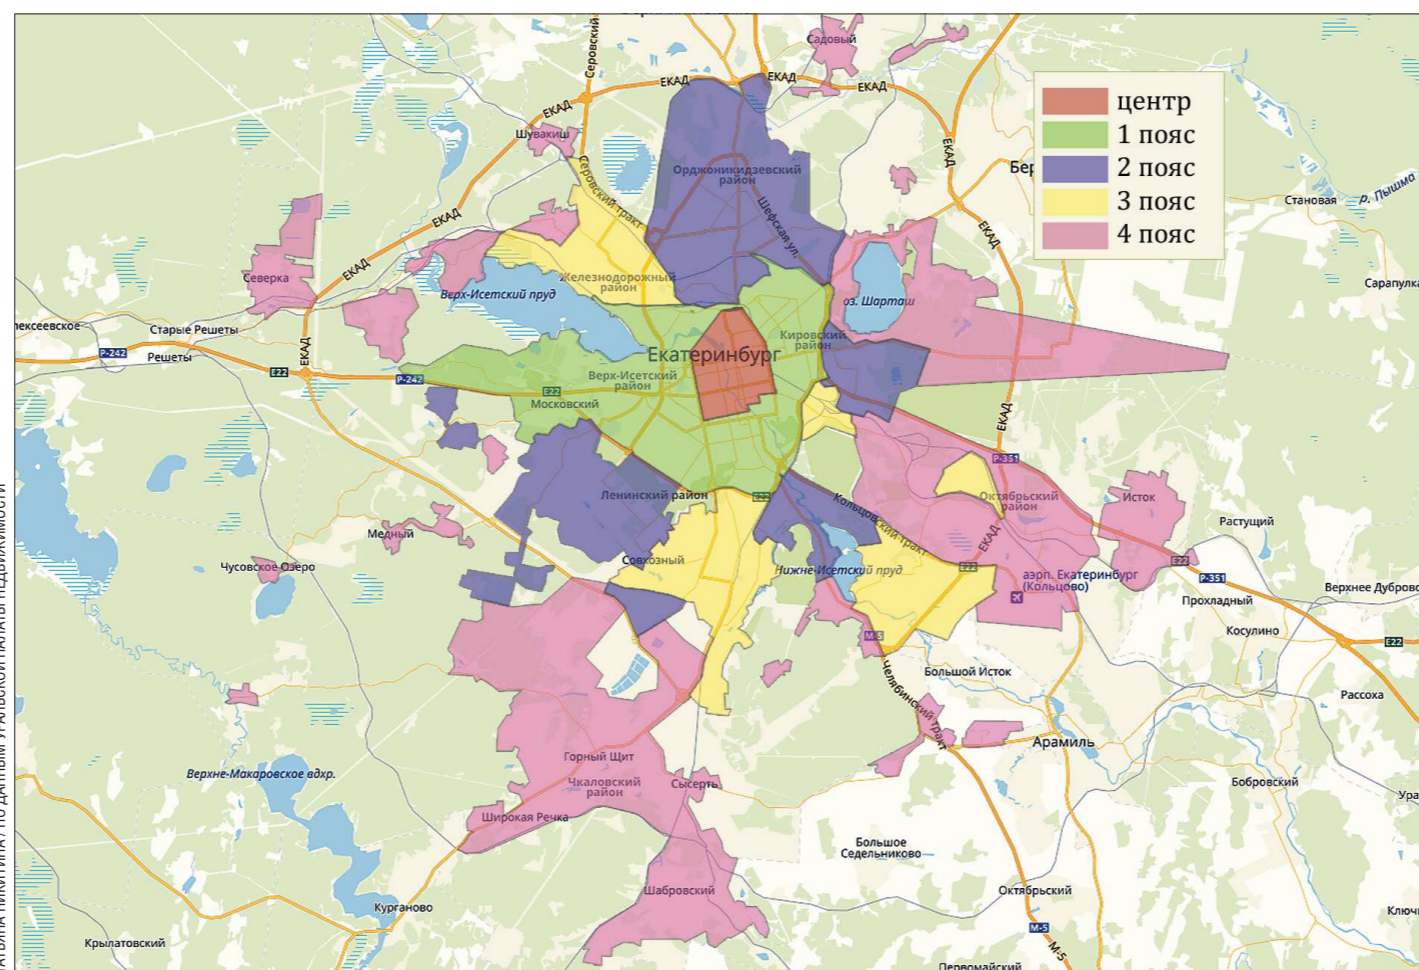 Садовый
Серовский
ЕКАД
ЕКАД
ЕКАД
ЕКАД
Шувакиш
Серовский тракт
Орджоникидзевский
район
Шефская ул.
ЕКАД
центр
1 пояс
2 пояс
3 пояс
4 пояс
Становая
р. Пышма
ЕКАД
ЕКАД
ЕКАД
Северка
Железнодорожный
район
Верх-Исетский пруд
оз. Шарташ
Старые Решеты
Решеты
Р-242
ЕКАД
E22
Р-242
E22
Екатеринбург
Кировский
район
Верх-Исетский
район
Московский
ЕКАД
Р-351
Ленинский район
E22
Кольцовский тракт
Октябрьский
район
Исток
Растущий
Медный
Чусовское Озеро
Совхозный
Нижне-Исетский пруд
ЕКАД
E22
E22
Р-351
аэрп. Екатеринбург
(Кольцово)
Прохладный
Косулино
E22
М-5
Большой Исток
Рассоха
Челябинский тракт
Арамиль
Верхне-Макаровское вдхр.
Горный Щит
Чкаловский
район
Сысерть
Бобровский
Широкая Речка
Большое
Седельниково
Шабровский
Октябрьский
Курганово
Крылатовский
М-5
М-5
Первомайский